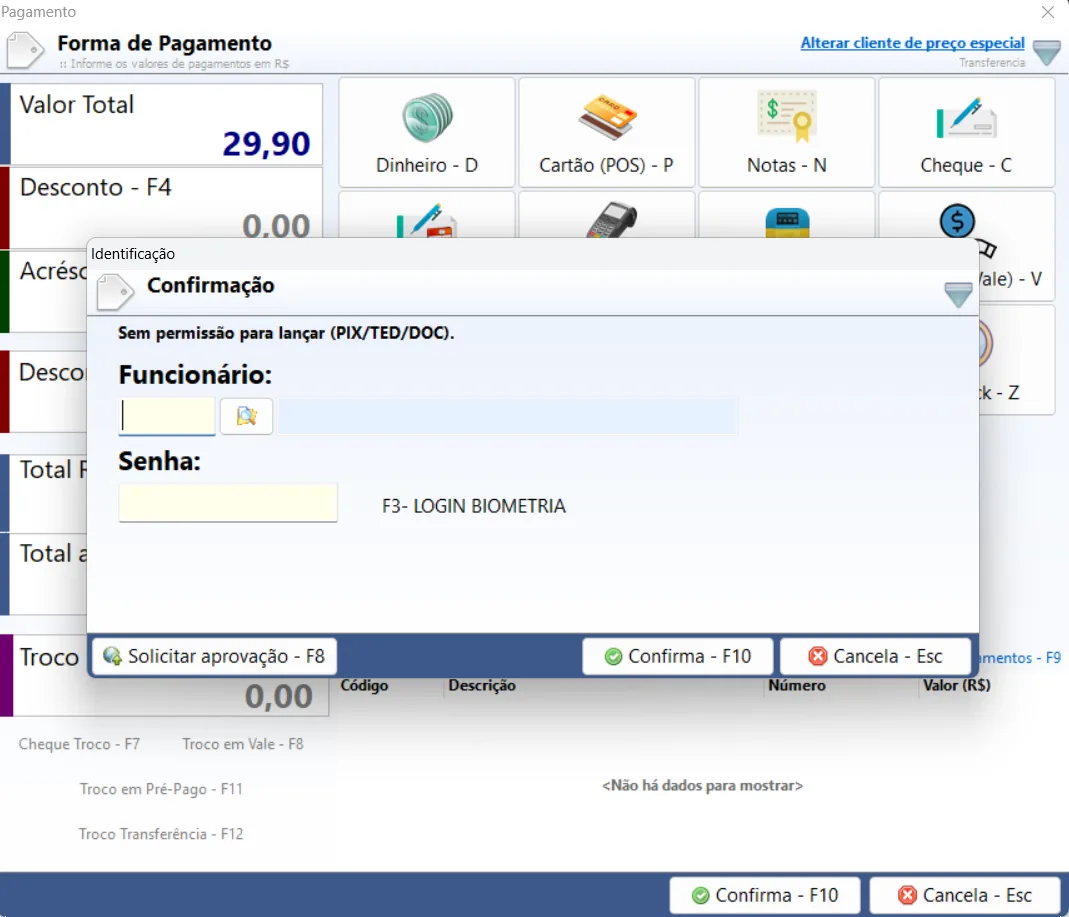 Pagamento
Forma de Pagamento
:: Informe os valores de pagamentos em R$
Alterar cliente de preço especial
Transferencia
Valor Total
29,90
Desconto - F4
0,00
Dinheiro - D
Cartão (POS) - P
Notas - N
Cheque - C
Identificação
Confirmação
Sem permissão para lançar (PIX/TED/DOC).
Funcionário:
Senha:
F3- LOGIN BIOMETRIA
Solicitar aprovação - F8
Confirma - F10
Cancela - Esc
Total
Total a
- V
- Z
- F9
Troco
0,00
Código
Descrição
Número
Valor (R$)
Cheque Troco - F7
Troco em Vale - F8
Troco em Pré-Pago - F11
Troco Transferência - F12
<Não há dados para mostrar>
Confirma - F10
Cancela - Esc